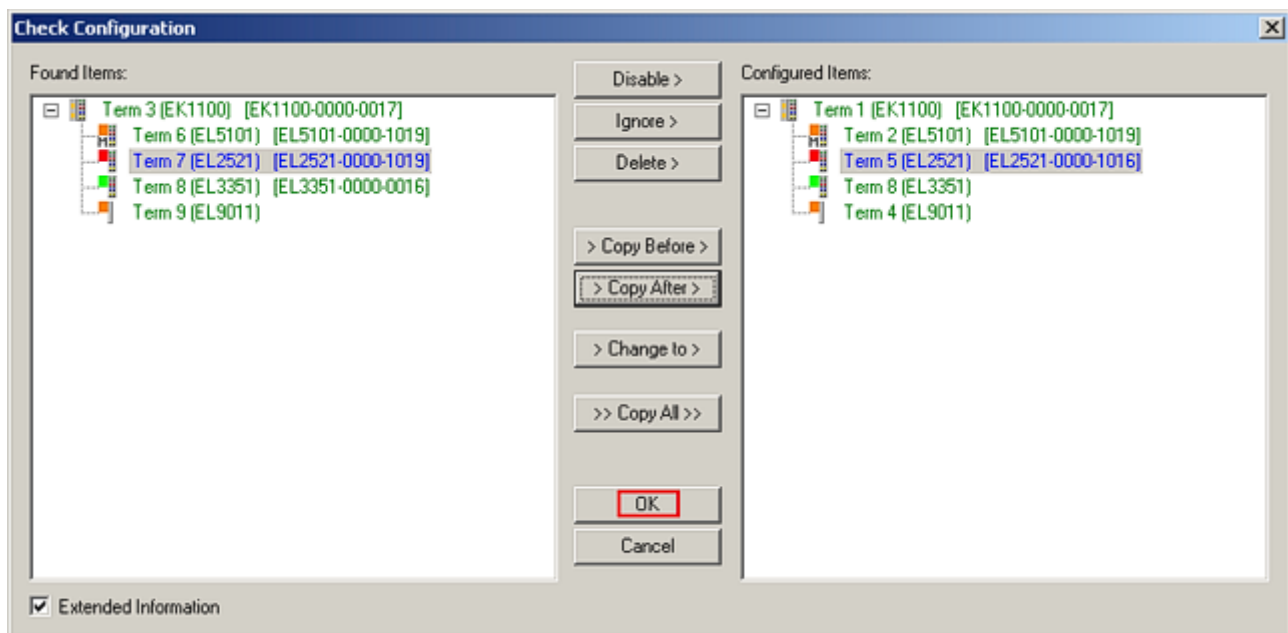 Check Configuration
Found Items:
Term 3 (EK1100) [EK1100-0000-0017]
Term 6 (EL5101) [EL5101-0000-1019]
Term 7 (EL2521) [EL2521-0000-1019]
Term 8 (EL3351) [EL3351-0000-0016]
Term 9 (EL9011)
Disable >
Ignore >
Delete >
> Copy Before >
> Copy After >
> Change to >
>> Copy All >>
OK
Cancel
Configured Items:
Term 1 (EK1100) [EK1100-0000-0017]
Term 2 (EL5101) [EL5101-0000-1019]
Term 5 (EL2521) [EL2521-0000-1016]
Term 8 (EL3351)
Term 4 (EL9011)
Extended Information